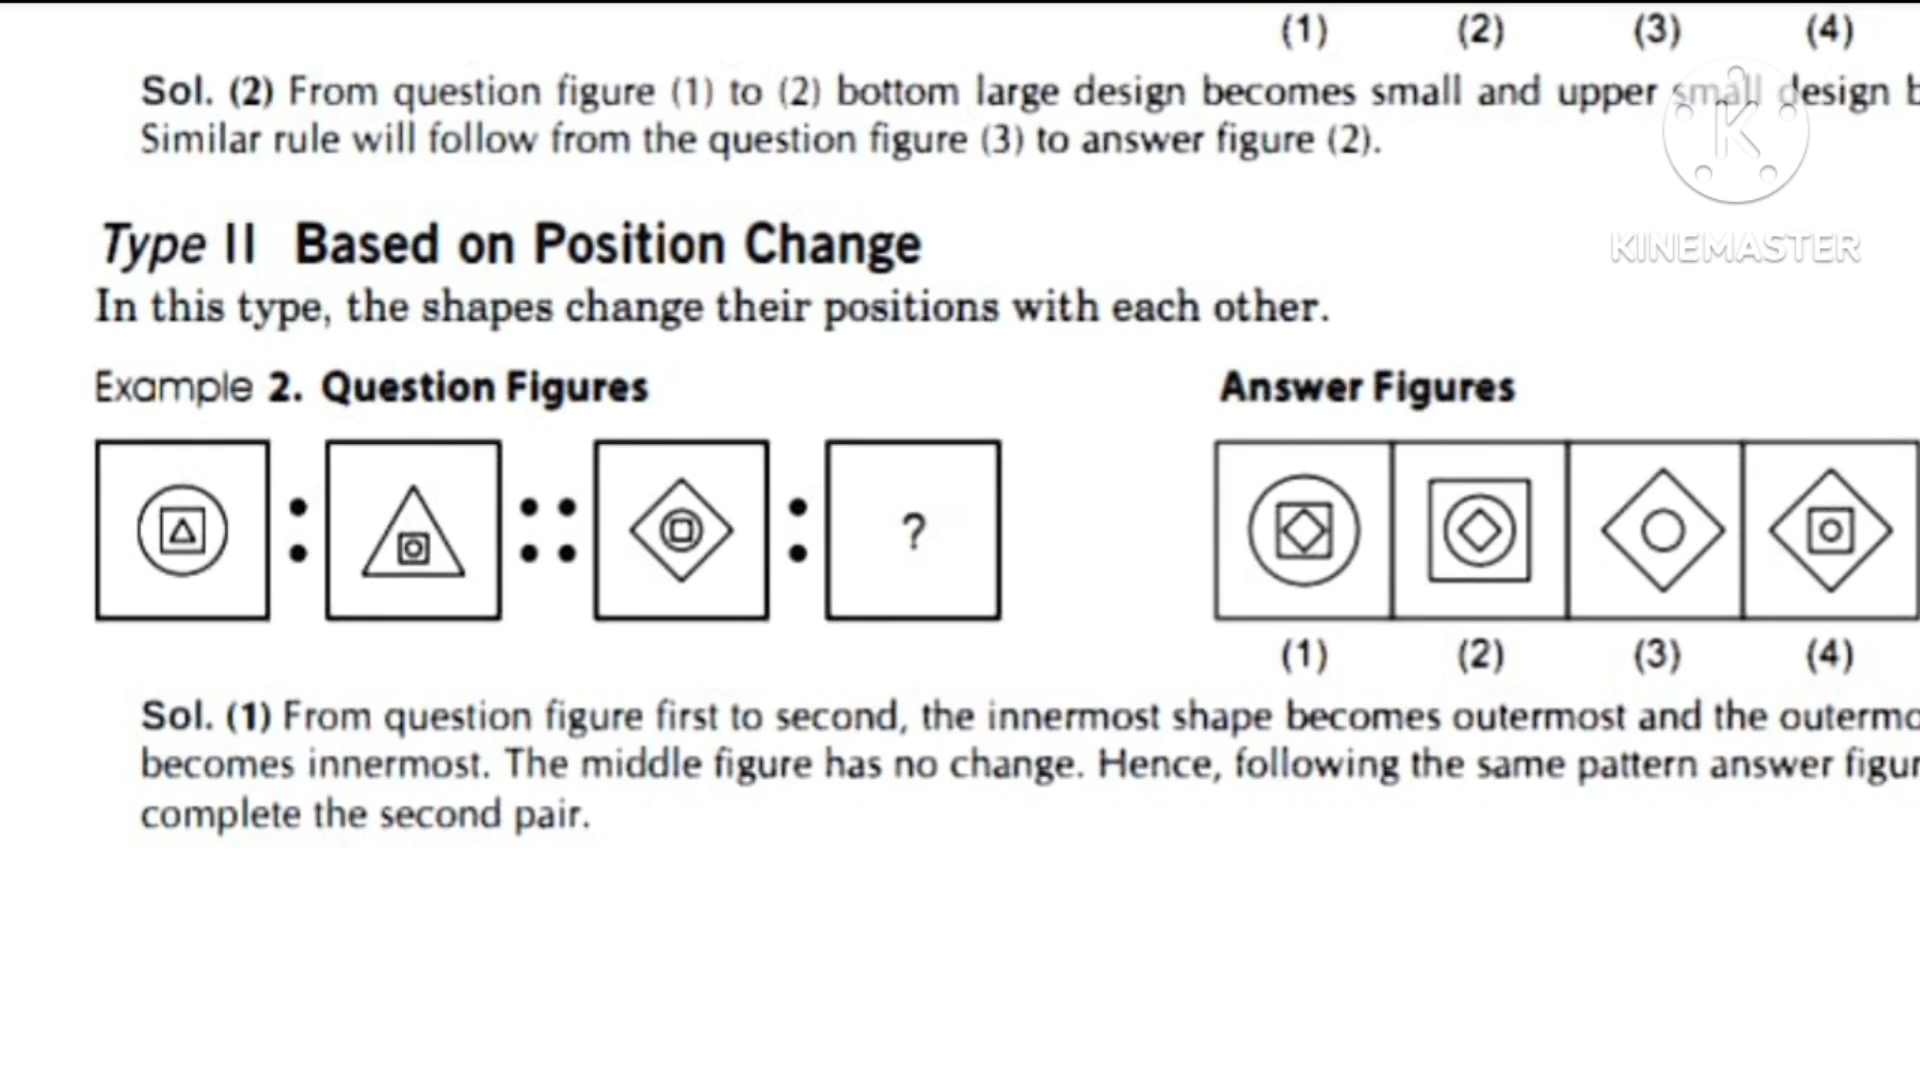 (1) (2) (3) (4)
Sol. (2) From question figure (1) to (2) bottom large design becomes small and upper small design b
Similar rule will follow from the question figure (3) to answer figure (2).
K
KINEMASTER
Type II Based on Position Change
In this type, the shapes change their positions with each other.
Example 2. Question Figures
Answer Figures
?
(1) (2) (3) (4)
Sol. (1) From question figure first to second, the innermost shape becomes outermost and the outermo
becomes innermost. The middle figure has no change. Hence, following the same pattern answer figur
complete the second pair.